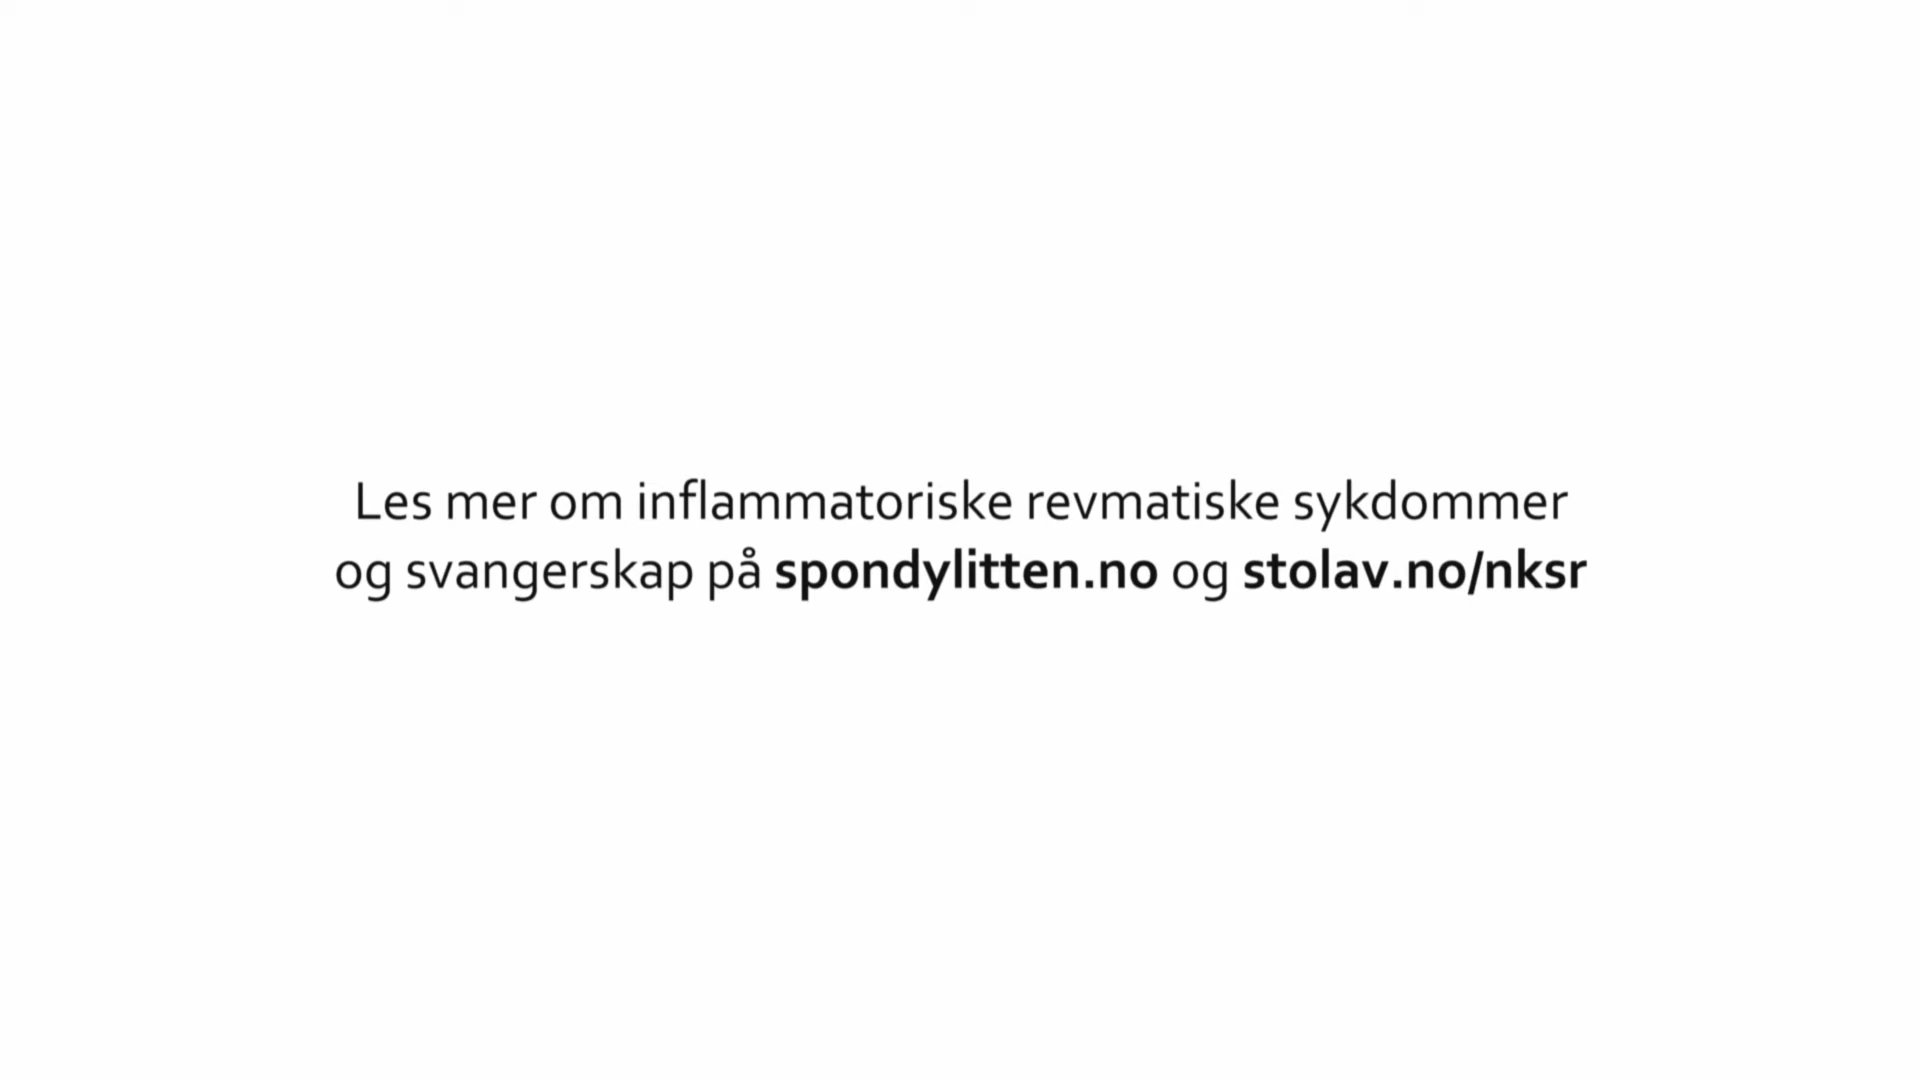 Les mer om inflammatoriske revmatiske sykdommer
og svangerskap på spondylitten.no og stolav.no/nksr